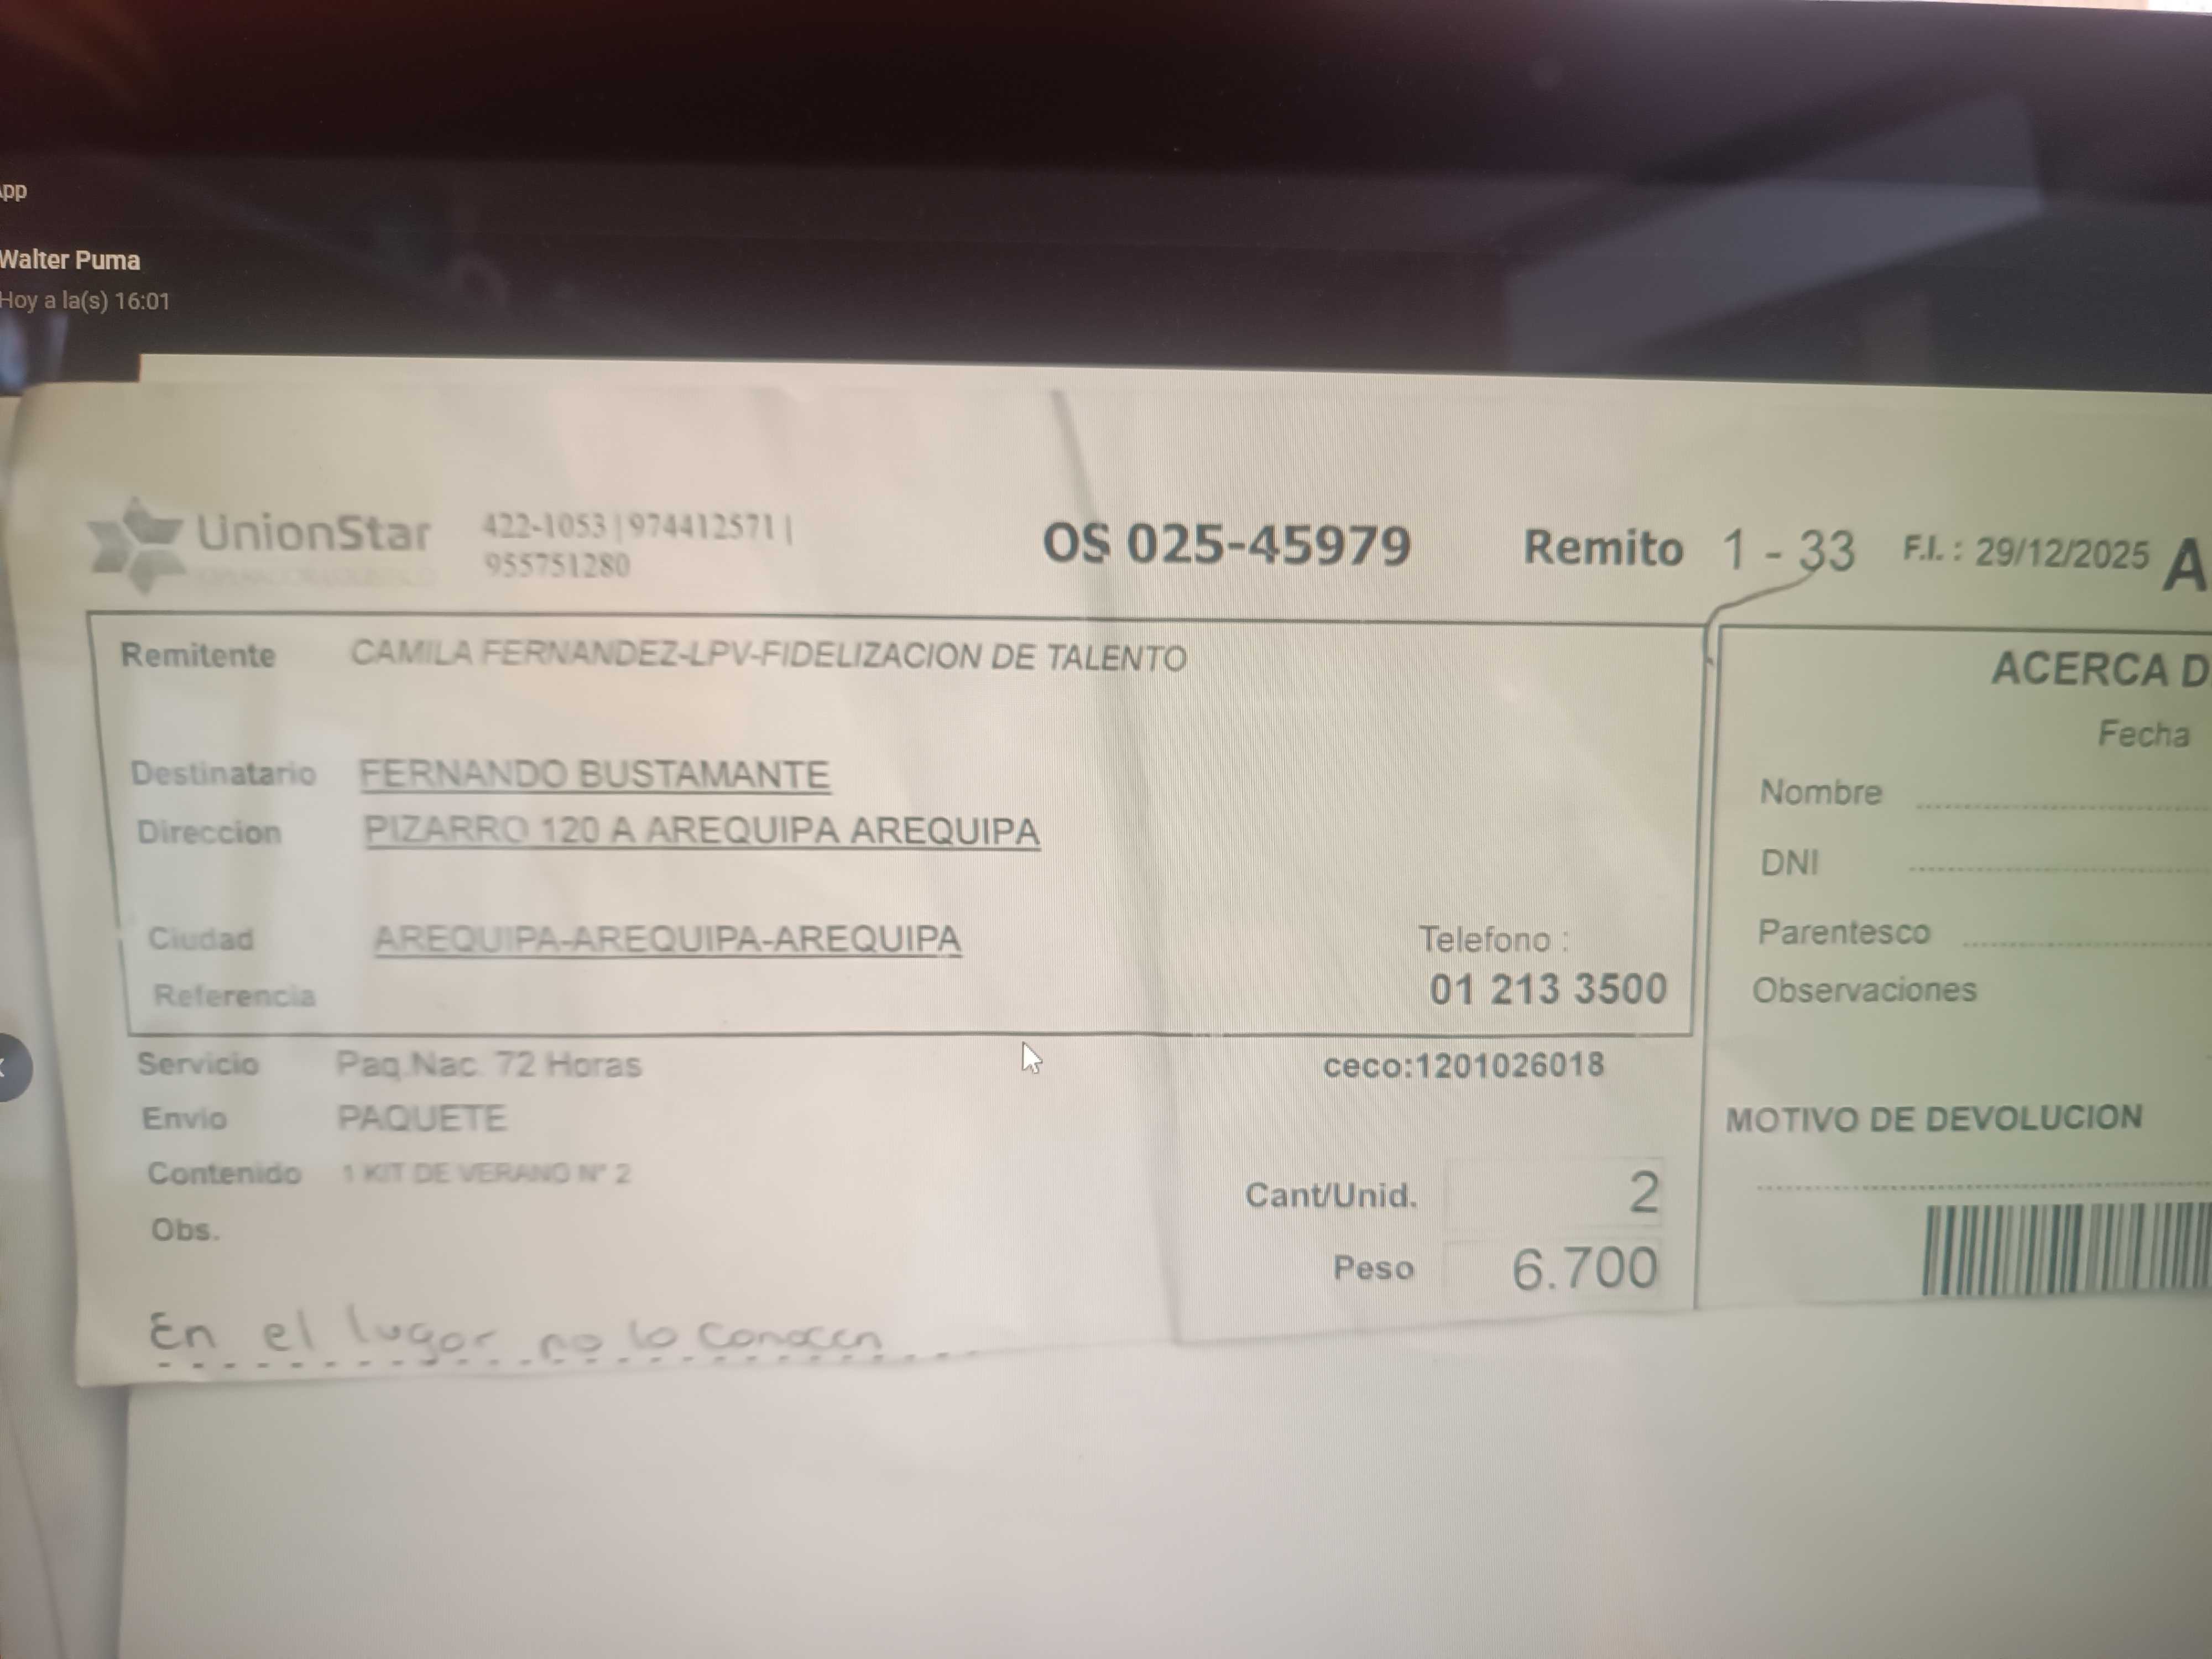 App
Walter Puma
Hoy a la(s) 16:01
UnionStar
422-1053 | 974412571 |
955751280
OS 025-45979
Remito 1 - 33
F.I. : 29/12/2025
A
Remitente CAMILA FERNANDEZ-LPV-FIDELIZACION DE TALENTO
Destinatario FERNANDO BUSTAMANTE
Direccion PIZARRO 120 A AREQUIPA AREQUIPA
Ciudad AREQUIPA-AREQUIPA-AREQUIPA
Telefono :
Referencia
01 213 3500
Servicio Paq.Nac. 72 Horas
ceco:1201026018
Envio PAQUETE
Contenido 1 KIT DE VERANO N° 2
Cant/Unid. 2
Obs.
Peso 6.700
En el lugar no lo conocen
ACERCA D
Fecha
Nombre
DNI
Parentesco
Observaciones
MOTIVO DE DEVOLUCION